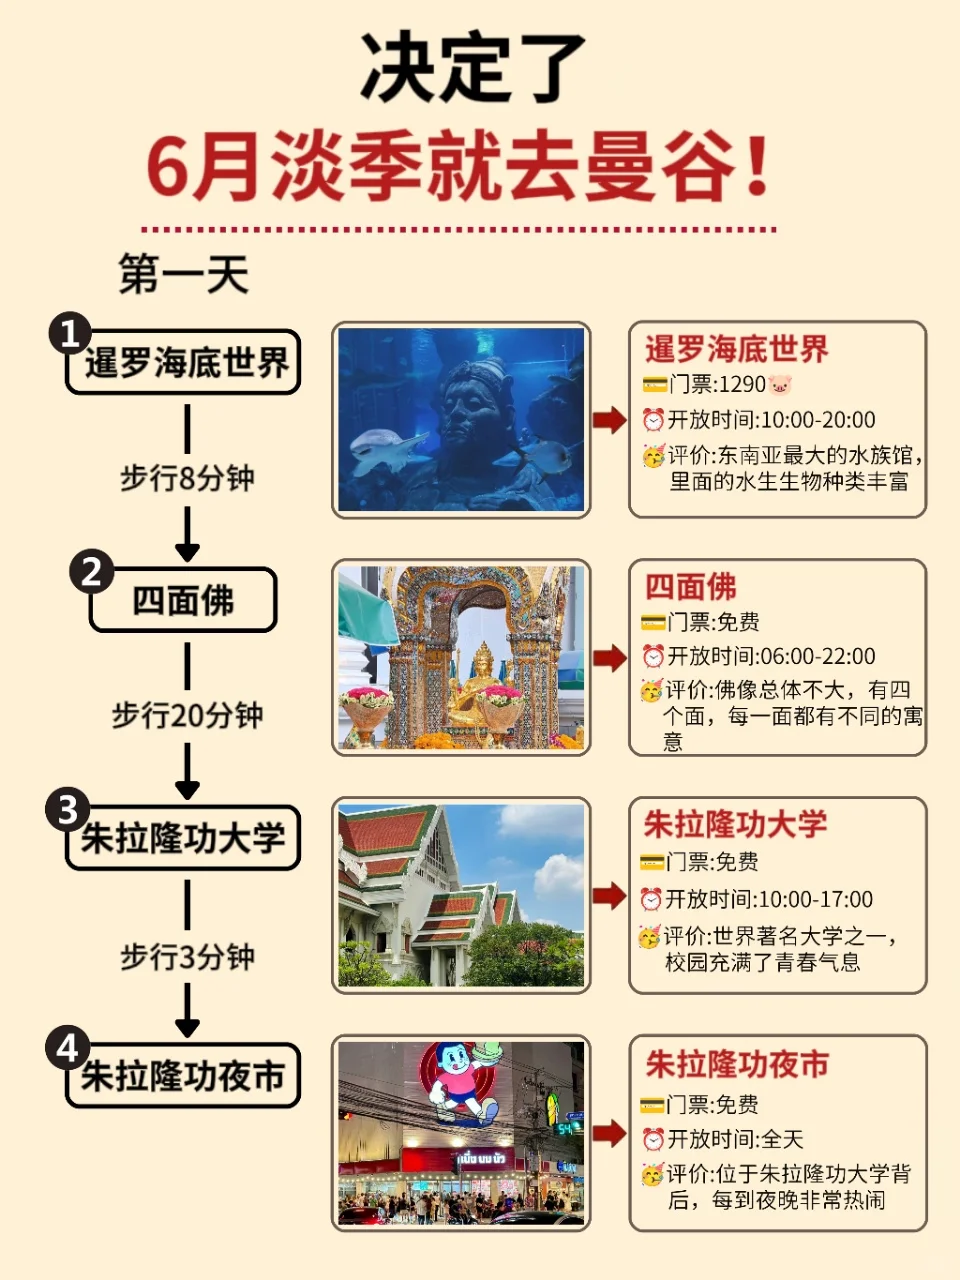 决定了
6月淡季就去曼谷！
第一天
1
暹罗海底世界
步行8分钟
2
四面佛
步行20分钟
3
朱拉隆功大学
步行3分钟
4
朱拉隆功夜市
暹罗海底世界
💳门票:1290🐷
⏰开放时间:10:00-20:00
🥳评价:东南亚最大的水族馆，
里面的水生生物种类丰富
四面佛
💳门票:免费
⏰开放时间:06:00-22:00
🥳评价:佛像总体不大，有四
个面，每一面都有不同的寓
意
朱拉隆功大学
💳门票:免费
⏰开放时间:10:00-17:00
🥳评价:世界著名大学之一，
校园充满了青春气息
54
เนื้อ บน บัว
朱拉隆功夜市
💳门票:免费
⏰开放时间:全天
🥳评价:位于朱拉隆功大学背
后，每到夜晚非常热闹